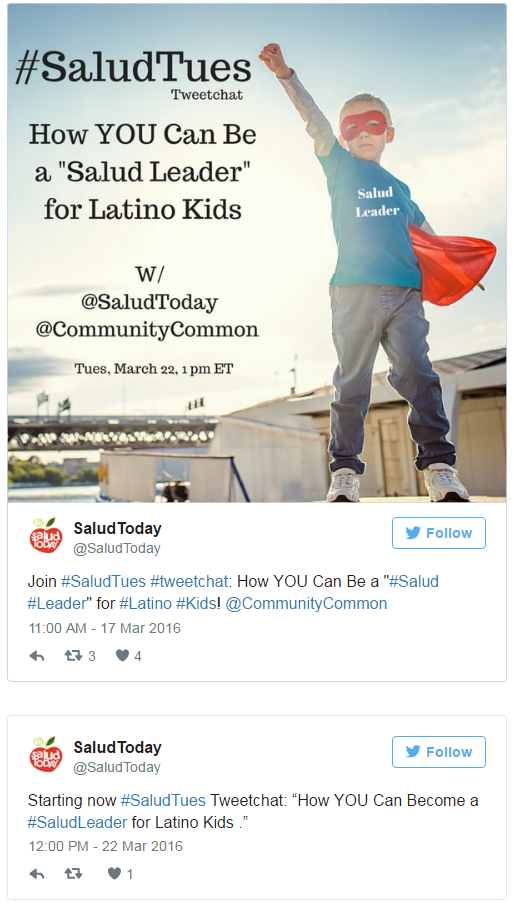 #SaludTues
Tweetchat
How YOU Can Be
a "Salud Leader"
for Latino Kids
W/
@SaludToday
@CommunityCommon
Tues, March 22, 1 pm ET
Salud
Leader
SaludToday
@SaludToday
Follow
salud
TODAY
Join #SaludTues #tweetchat: How YOU Can Be a "#Salud
#Leader" for #Latino #Kids! @CommunityCommon
11:00 AM - 17 Mar 2016
3
4
SaludToday
@SaludToday
Follow
salud
TODAY
Starting now #SaludTues Tweetchat: “How YOU Can Become a
#SaludLeader for Latino Kids .”
12:00 PM - 22 Mar 2016
1